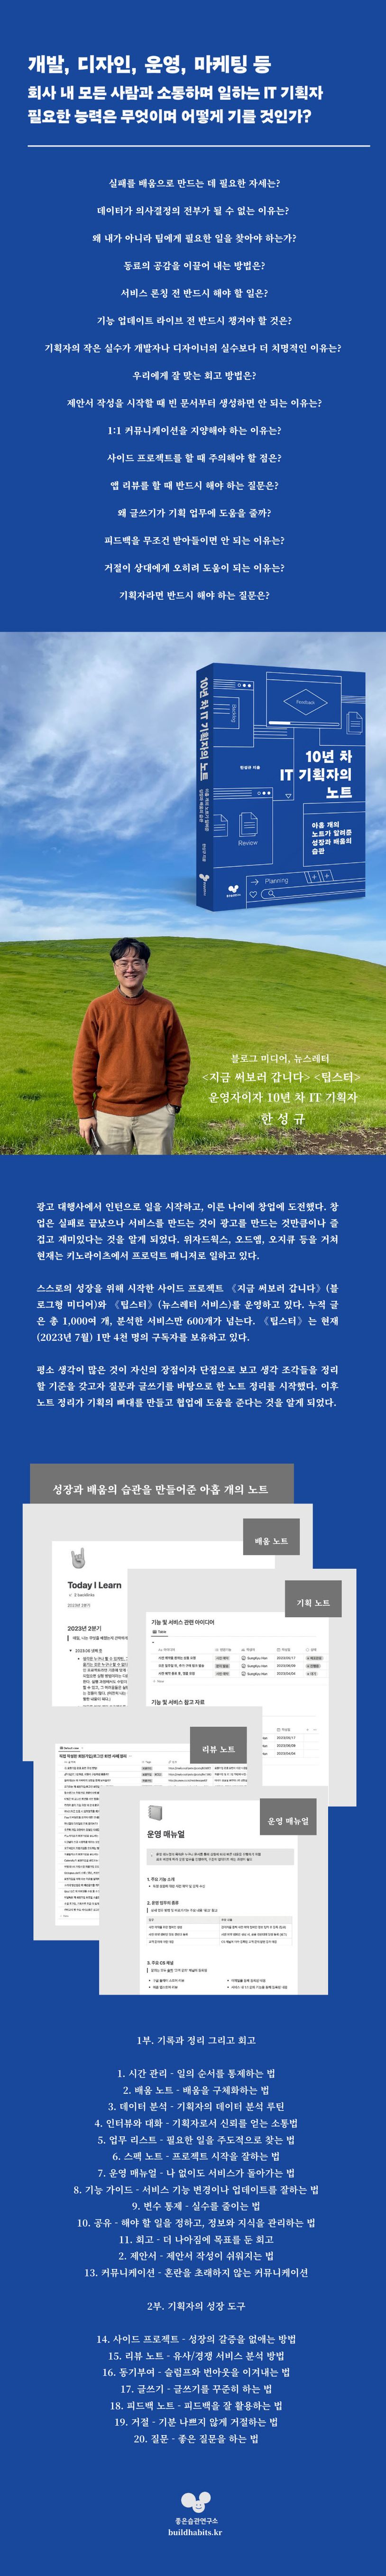 개발, 디자인, 운영, 마케팅 등
회사 내 모든 사람과 소통하며 일하는 IT 기획자
필요한 능력은 무엇이며 어떻게 기를 것인가?
실패를 배움으로 만드는 데 필요한 자세는?
데이터가 의사결정의 전부가 될 수 없는 이유는?
왜 내가 아니라 팀에게 필요한 일을 찾아야 하는가?
동료의 공감을 이끌어 내는 방법은?
서비스 론칭 전 반드시 해야 할 일은?
기능 업데이트 라이브 전 반드시 챙겨야 할 것은?
기획자의 작은 실수가 개발자나 디자이너의 실수보다 더 치명적인 이유는?
우리에게 잘 맞는 회고 방법은?
제안서 작성을 시작할 때 빈 문서부터 생성하면 안 되는 이유는?
1:1 커뮤니케이션을 지양해야 하는 이유는?
사이드 프로젝트를 할 때 주의해야 할 점은?
앱 리뷰를 할 때 반드시 해야 하는 질문은?
왜 글쓰기가 기획 업무에 도움을 줄까?
피드백을 무조건 받아들이면 안 되는 이유는?
거절이 상대에게 오히려 도움이 되는 이유는?
기획자라면 반드시 해야 하는 질문은?
10년 차 IT 기획자의 노트
Backlog
Feedback
한성규 지음
10년 차
IT 기획자의
노트
아홉 개의
노트가 알려준
성장과 배움의
습관
Review
Planning
블로그 미디어, 뉴스레터
<지금 써보러 갑니다> <팁스터>
운영자이자 10년 차 IT 기획자
한 성 규
광고 대행사에서 인턴으로 일을 시작하고, 이른 나이에 창업에 도전했다. 창
업은 실패로 끝났으나 서비스를 만드는 것이 광고를 만드는 것만큼이나 즐
겁고 재미있다는 것을 알게 되었다. 위자드웍스, 오드엠, 오지큐 등을 거쳐
현재는 키노라이츠에서 프로덕트 매니저로 일하고 있다.
스스로의 성장을 위해 시작한 사이드 프로젝트 《지금 써보러 갑니다》(블
로그형 미디어)와 《팁스터》(뉴스레터 서비스)를 운영하고 있다. 누적 글
은 총 1,000여 개, 분석한 서비스만 600개가 넘는다. 《팁스터》는 현재
(2023년 7월) 1만 4천 명의 구독자를 보유하고 있다.
평소 생각이 많은 것이 자신의 장점이자 단점으로 보고 생각 조각들을 정리
할 기준을 갖고자 질문과 글쓰기를 바탕으로 한 노트 정리를 시작했다. 이후
노트 정리가 기획의 뼈대를 만들고 협업에 도움을 준다는 것을 알게 되었다.
성장과 배움의 습관을 만들어준 아홉 개의 노트
배움 노트
Today I Learn
2 backlinks
2023년 2분기
2023년 2분기
기획 노트
기능 및 서비스 관련 아이디어
Table
기능 및 서비스 참고 자료
리뷰 노트
운영 매뉴얼
운영 매뉴얼
1. 주요 기능 소개
2. 운영 업무의 종류
3. 주요 OS 채널
1부. 기록과 정리 그리고 회고
1. 시간 관리 - 일의 순서를 통제하는 법
2. 배움 노트 - 배움을 구체화하는 법
3. 데이터 분석 - 기획자의 데이터 분석 루틴
4. 인터뷰와 대화 - 기획자로서 신뢰를 얻는 소통법
5. 업무 리스트 - 필요한 일을 주도적으로 찾는 법
6. 스펙 노트 - 프로젝트 시작을 잘하는 법
7. 운영 매뉴얼 - 나 없이도 서비스가 돌아가는 법
8. 기능 가이드 - 서비스 기능 변경이나 업데이트를 잘하는 법
9. 변수 통제 - 실수를 줄이는 법
10. 공유 - 해야 할 일을 정하고, 정보와 지식을 관리하는 법
11. 회고 - 더 나아짐에 목표를 둔 회고
2. 제안서 - 제안서 작성이 쉬워지는 법
13. 커뮤니케이션 - 혼란을 초래하지 않는 커뮤니케이션
2부. 기획자의 성장 도구
14. 사이드 프로젝트 - 성장의 갈증을 없애는 방법
15. 리뷰 노트 - 유사/경쟁 서비스 분석 방법
16. 동기부여 - 슬럼프와 번아웃을 이겨내는 법
17. 글쓰기 - 글쓰기를 꾸준히 하는 법
18. 피드백 노트 - 피드백을 잘 활용하는 법
19. 거절 - 기분 나쁘지 않게 거절하는 법
20. 질문 - 좋은 질문을 하는 법
좋은습관연구소
buildhabits.kr